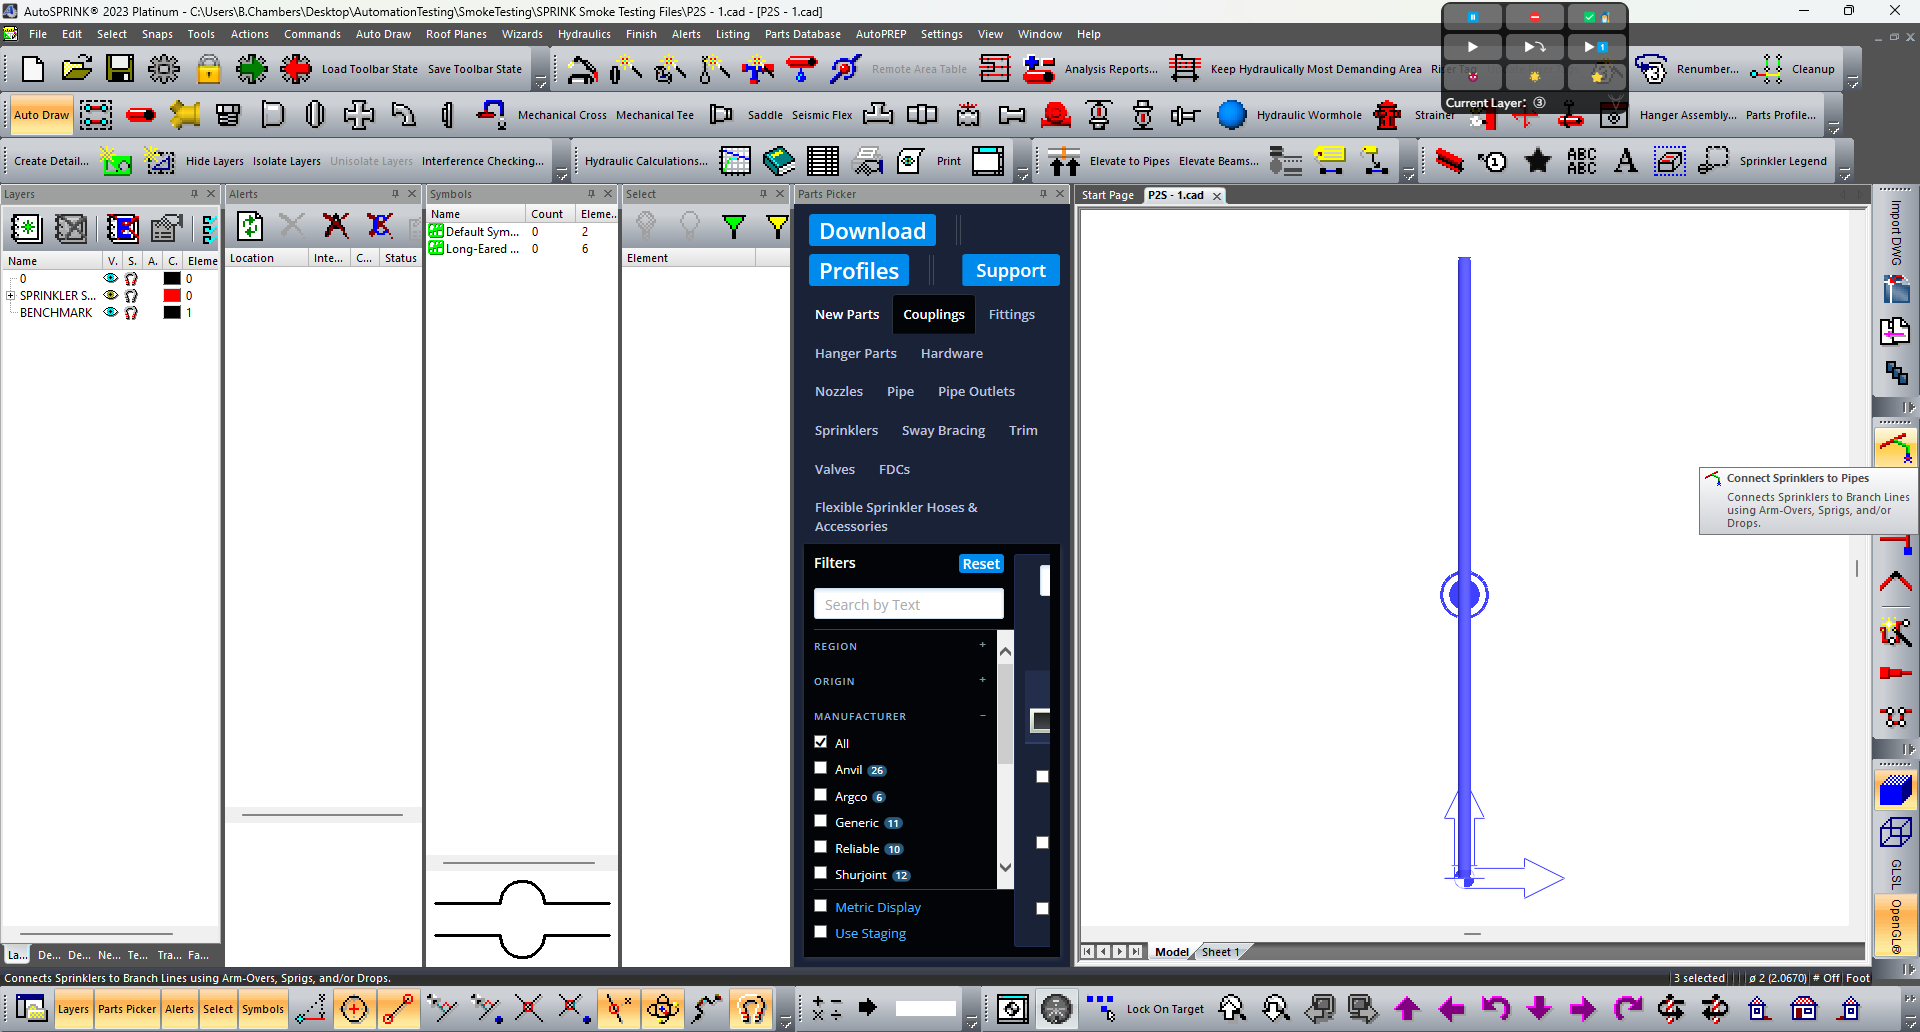 AutoSPRINK® 2023 Platinum - C:\Users\B.Chambers\Desktop\AutomationTesting\SmokeTesting\SPRINK Smoke Testing Files\P2S - 1.cad - [P2S - 1.cad]
File Edit Select Snaps Tools Actions Commands Auto Draw Roof Planes Wizards Hydraulics Finish Alerts Listing Parts Database AutoPREP Settings View Window Help
Load Toolbar State Save Toolbar State Remote Area Table Analysis Reports... Keep Hydraulically Most Demanding Area Renumber... Cleanup
Current Layer: ③
Auto Draw Mechanical Cross Mechanical Tee Saddle Seismic Flex Hydraulic Wormhole Strainer Hanger Assembly... Parts Profile...
Create Detail... Hide Layers Isolate Layers Unisolate Layers Interference Checking... Hydraulic Calculations... Print Elevate to Pipes Elevate Beams... ABC ABC A Sprinkler Legend
Layers Alerts Symbols Select Parts Picker Start Page P2S - 1.cad
Name V. S. A. C. Eleme
0 0
SPRINKLER S... 0
BENCHMARK 1
Location Inte... C... Status
Name Count Eleme..
Default Sym... 0 2
Long-Eared ... 0 6
Element
Download
Profiles Support
New Parts Couplings Fittings
Hanger Parts Hardware
Nozzles Pipe Pipe Outlets
Sprinklers Sway Bracing Trim
Valves FDCs
Flexible Sprinkler Hoses &
Accessories
Filters Reset
Search by Text
REGION +
ORIGIN +
MANUFACTURER −
All
Anvil 26
Argco 6
Generic 11
Reliable 10
Shurjoint 12
Metric Display
Use Staging
Import DWG
Connect Sprinklers to Pipes
Connects Sprinklers to Branch Lines
using Arm-Overs, Sprigs, and/or
Drops.
GLSL
OpenGL®
La... De... De... Ne... Te... Tra... Fa...
Model Sheet 1
Connects Sprinklers to Branch Lines using Arm-Overs, Sprigs, and/or Drops. 3 selected ø 2 (2.0670) # Off Foot
Layers Parts Picker Alerts Select Symbols Lock On Target